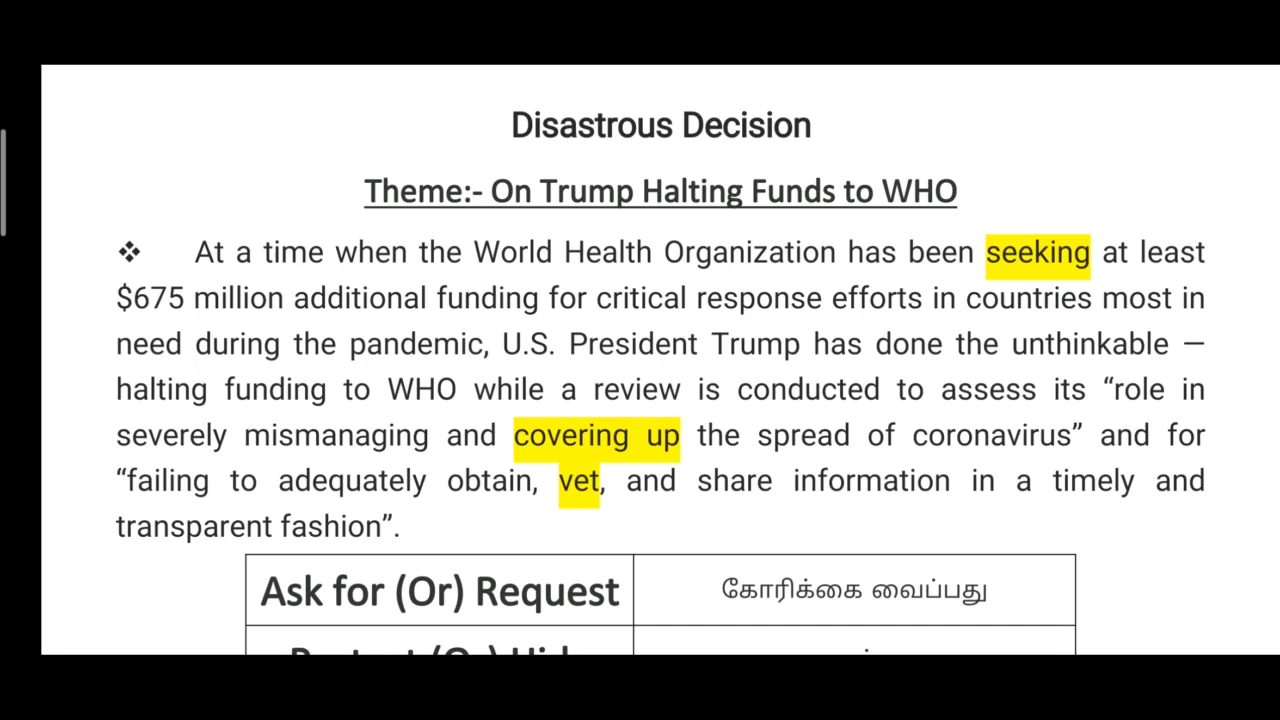 Disastrous Decision
Theme:- On Trump Halting Funds to WHO
❖ At a time when the World Health Organization has been seeking at least
$675 million additional funding for critical response efforts in countries most in
need during the pandemic, U.S. President Trump has done the unthinkable —
halting funding to WHO while a review is conducted to assess its “role in
severely mismanaging and covering up the spread of coronavirus” and for
“failing to adequately obtain, vet, and share information in a timely and
transparent fashion”.
Ask for (Or) Request கோரிக்கை வைப்பது